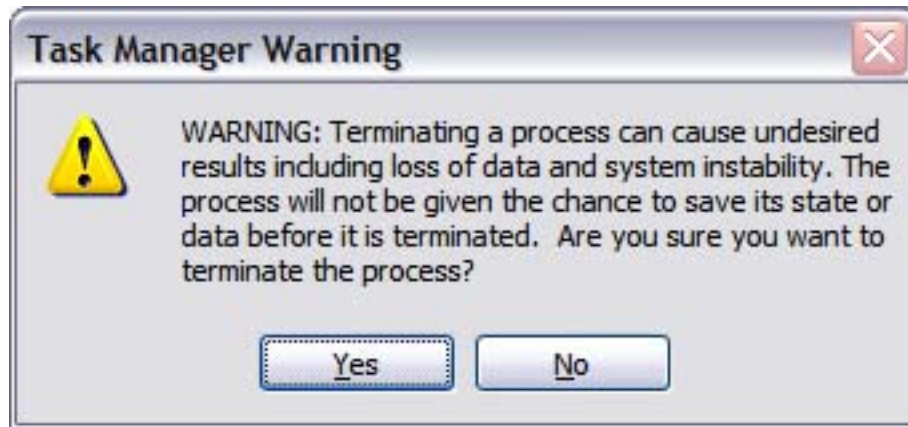 Task Manager Warning
WARNING: Terminating a process can cause undesired
results including loss of data and system instability. The
process will not be given the chance to save its state or
data before it is terminated.  Are you sure you want to
terminate the process?
Yes No